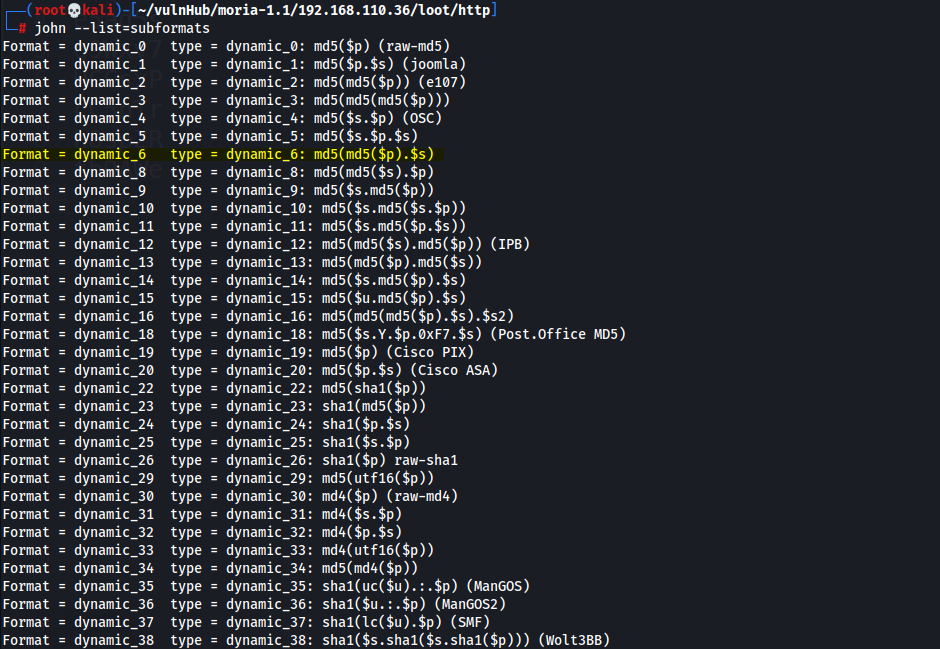 (root💀kali)-[~/vulnHub/moria-1.1/192.168.110.36/loot/http]
# john --list=subformats
Format = dynamic_0  type = dynamic_0: md5($p) (raw-md5)
Format = dynamic_1  type = dynamic_1: md5($p.$s) (joomla)
Format = dynamic_2  type = dynamic_2: md5(md5($p)) (e107)
Format = dynamic_3  type = dynamic_3: md5(md5(md5($p)))
Format = dynamic_4  type = dynamic_4: md5($s.$p) (OSC)
Format = dynamic_5  type = dynamic_5: md5($s.$p.$s)
Format = dynamic_6  type = dynamic_6: md5(md5($p).$s)
Format = dynamic_8  type = dynamic_8: md5(md5($s).$p)
Format = dynamic_9  type = dynamic_9: md5($s.md5($p))
Format = dynamic_10  type = dynamic_10: md5($s.md5($s.$p))
Format = dynamic_11  type = dynamic_11: md5($s.md5($p.$s))
Format = dynamic_12  type = dynamic_12: md5(md5($s).md5($p)) (IPB)
Format = dynamic_13  type = dynamic_13: md5(md5($p).md5($s))
Format = dynamic_14  type = dynamic_14: md5($s.md5($p).$s)
Format = dynamic_15  type = dynamic_15: md5($u.md5($p).$s)
Format = dynamic_16  type = dynamic_16: md5(md5(md5($p).$s).$s2)
Format = dynamic_18  type = dynamic_18: md5($s.Y.$p.0xF7.$s) (Post.Office MD5)
Format = dynamic_19  type = dynamic_19: md5($p) (Cisco PIX)
Format = dynamic_20  type = dynamic_20: md5($p.$s) (Cisco ASA)
Format = dynamic_22  type = dynamic_22: md5(sha1($p))
Format = dynamic_23  type = dynamic_23: sha1(md5($p))
Format = dynamic_24  type = dynamic_24: sha1($p.$s)
Format = dynamic_25  type = dynamic_25: sha1($s.$p)
Format = dynamic_26  type = dynamic_26: sha1($p) raw-sha1
Format = dynamic_29  type = dynamic_29: md5(utf16($p))
Format = dynamic_30  type = dynamic_30: md4($p) (raw-md4)
Format = dynamic_31  type = dynamic_31: md4($s.$p)
Format = dynamic_32  type = dynamic_32: md4($p.$s)
Format = dynamic_33  type = dynamic_33: md4(utf16($p))
Format = dynamic_34  type = dynamic_34: md5(md4($p))
Format = dynamic_35  type = dynamic_35: sha1(uc($u).:.$p) (ManGOS)
Format = dynamic_36  type = dynamic_36: sha1($u.:.$p) (ManGOS2)
Format = dynamic_37  type = dynamic_37: sha1(lc($u).$p) (SMF)
Format = dynamic_38  type = dynamic_38: sha1($s.sha1($s.sha1($p))) (Wolt3BB)